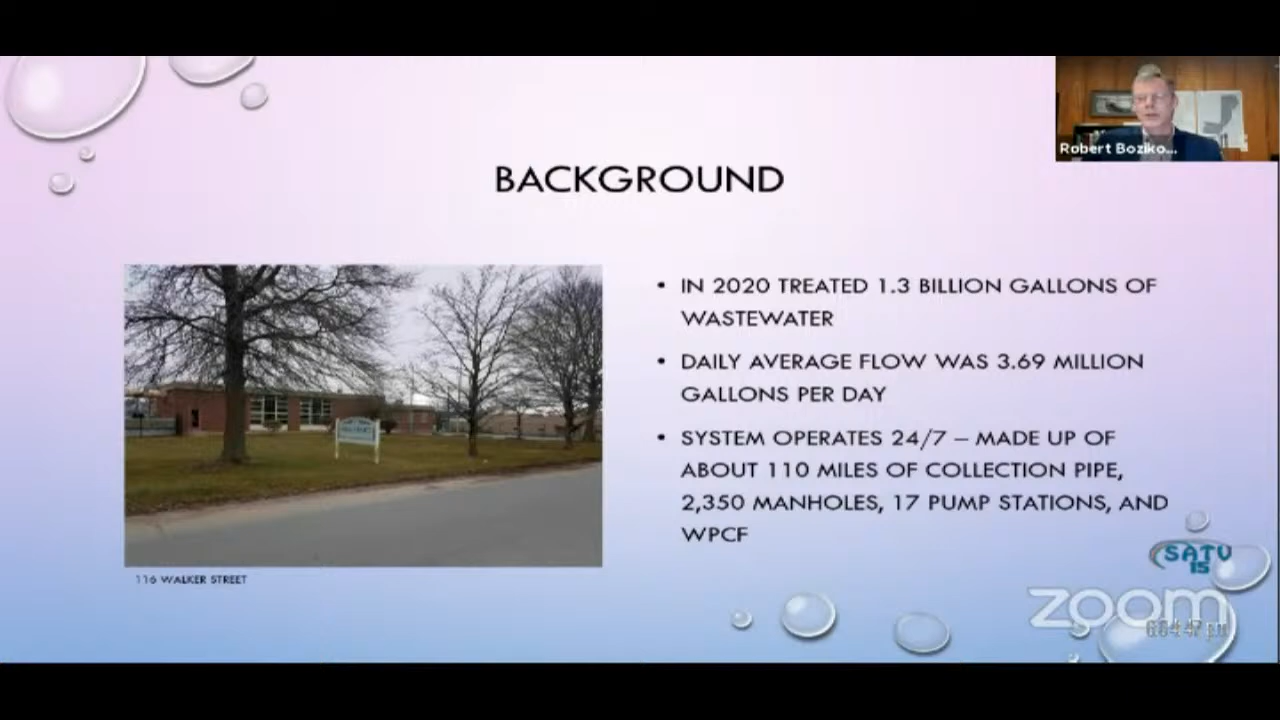 Robert Boziko...
BACKGROUND
• IN 2020 TREATED 1.3 BILLION GALLONS OF
WASTEWATER
• DAILY AVERAGE FLOW WAS 3.69 MILLION
GALLONS PER DAY
• SYSTEM OPERATES 24/7 – MADE UP OF
ABOUT 110 MILES OF COLLECTION PIPE,
2,350 MANHOLES, 17 PUMP STATIONS, AND
WPCF
116 WALKER STREET
SATV
15
zoom